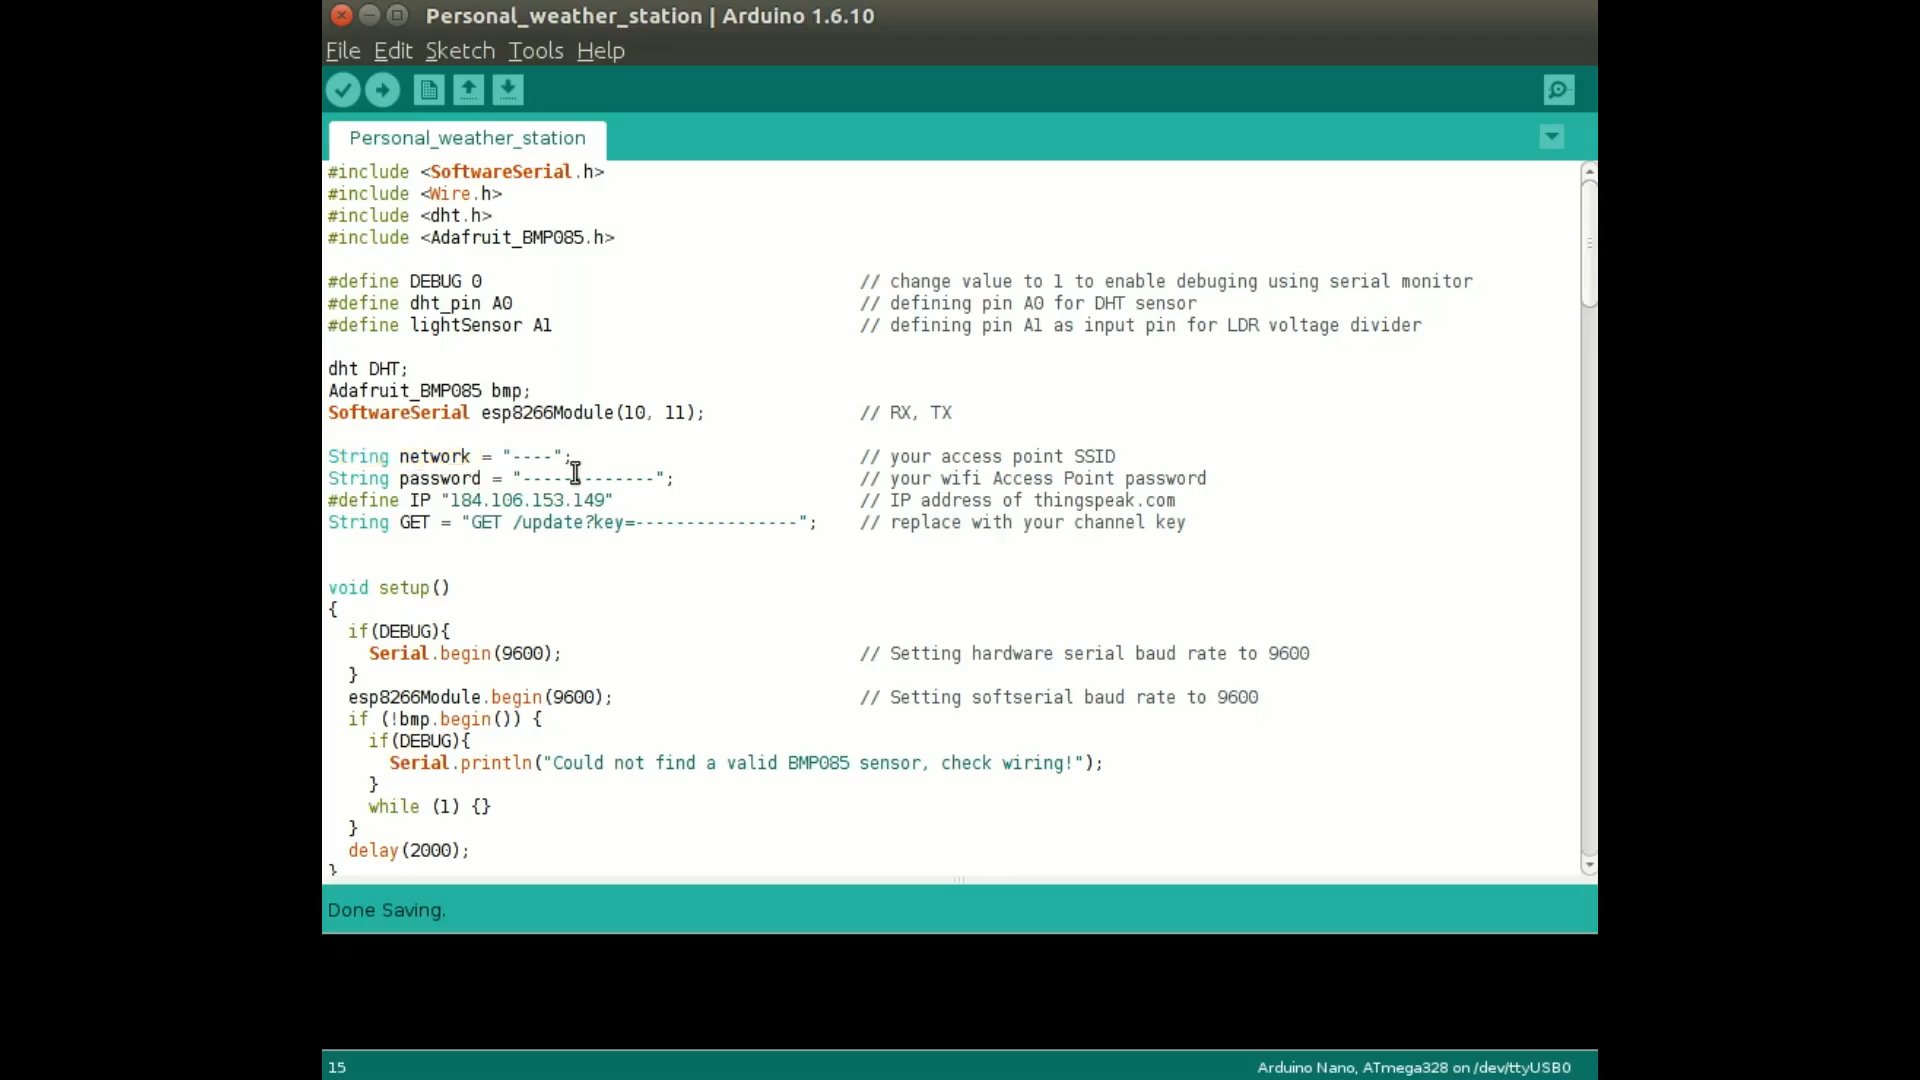 Personal_weather_station | Arduino 1.6.10
File Edit Sketch Tools Help
Personal_weather_station
#include <SoftwareSerial.h>
#include <Wire.h>
#include <dht.h>
#include <Adafruit_BMP085.h>
#define DEBUG 0 // change value to 1 to enable debuging using serial monitor
#define dht_pin A0 // defining pin A0 for DHT sensor
#define lightSensor A1 // defining pin A1 as input pin for LDR voltage divider
dht DHT;
Adafruit_BMP085 bmp;
SoftwareSerial esp8266Module(10, 11); // RX, TX
String network = "----"; // your access point SSID
String password = "-------------"; // your wifi Access Point password
#define IP "184.106.153.149" // IP address of thingspeak.com
String GET = "GET /update?key=----------------"; // replace with your channel key
void setup()
{
if(DEBUG){
Serial.begin(9600); // Setting hardware serial baud rate to 9600
}
esp8266Module.begin(9600); // Setting softserial baud rate to 9600
if (!bmp.begin()) {
if(DEBUG){
Serial.println("Could not find a valid BMP085 sensor, check wiring!");
}
while (1) {}
}
delay(2000);
}
Done Saving.
15 Arduino Nano, ATmega328 on /dev/ttyUSB0